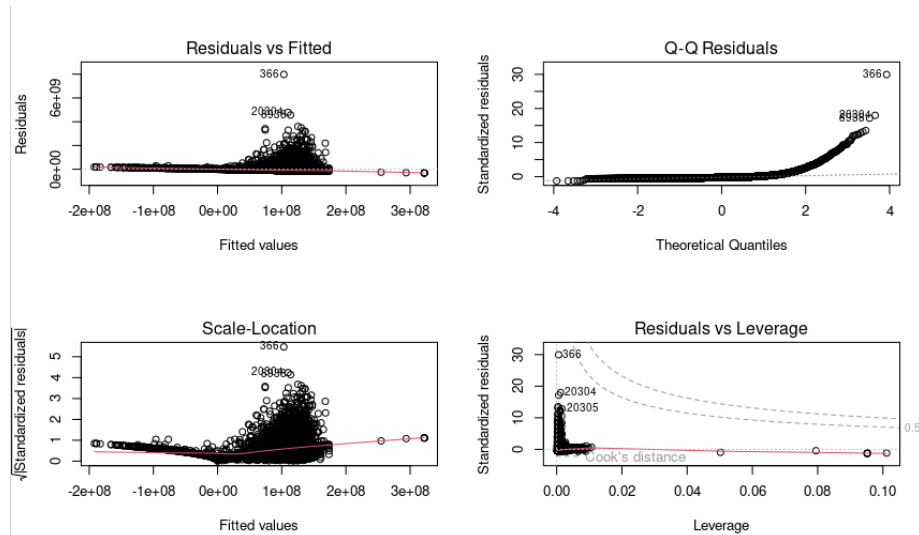 Residuals vs Fitted
Residuals
0e+00 6e+09
366
20304
-2e+08 -1e+08 0e+00 1e+08 2e+08 3e+08
Fitted values
Q-Q Residuals
Standardized residuals
0 10 20 30
366
-4 -2 0 2 4
Theoretical Quantiles
Scale-Location
√|Standardized residuals|
0 1 2 3 4 5
366
-2e+08 -1e+08 0e+00 1e+08 2e+08 3e+08
Fitted values
Residuals vs Leverage
Standardized residuals
0 10 20 30
366
20304
20305
0.5
Cook's distance
0.00 0.02 0.04 0.06 0.08 0.10
Leverage